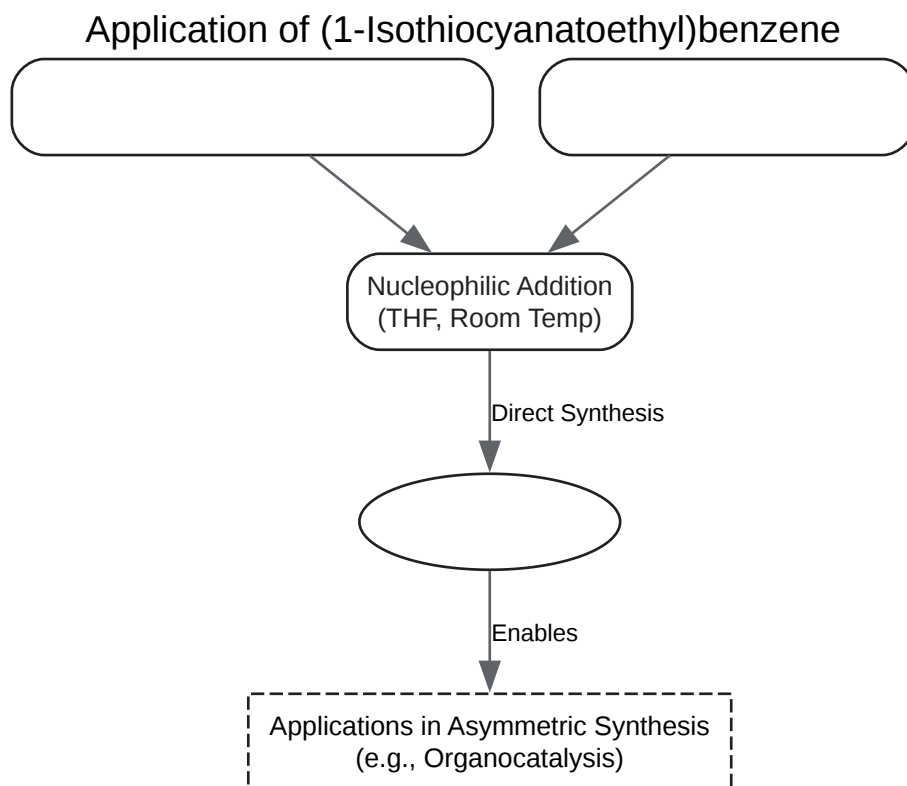 Application of (1-Isothiocyanatoethyl)benzene
Nucleophilic Addition
(THF, Room Temp)
Direct Synthesis
Enables
Applications in Asymmetric Synthesis
(e.g., Organocatalysis)